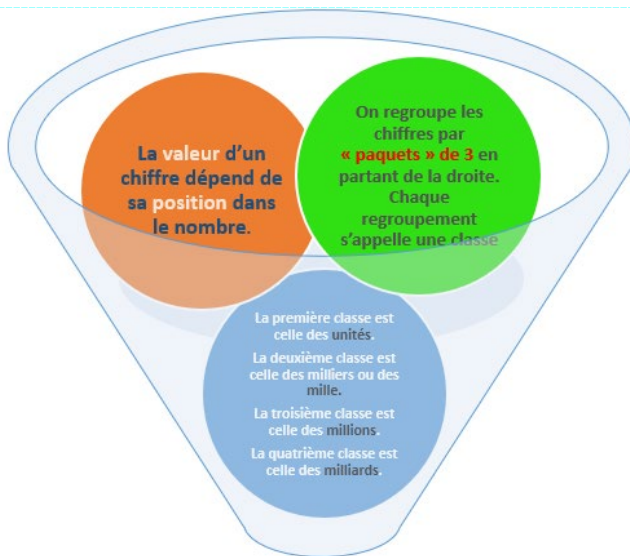 La valeur d’un
chiffre dépend de
sa position dans
le nombre.
On regroupe les
chiffres par
« paquets » de 3 en
partant de la droite.
Chaque
regroupement
s’appelle une classe
La première classe est
celle des unités.
La deuxième classe est
celle des milliers ou des
mille.
La troisième classe est
celle des millions.
La quatrième classe est
celle des milliards.